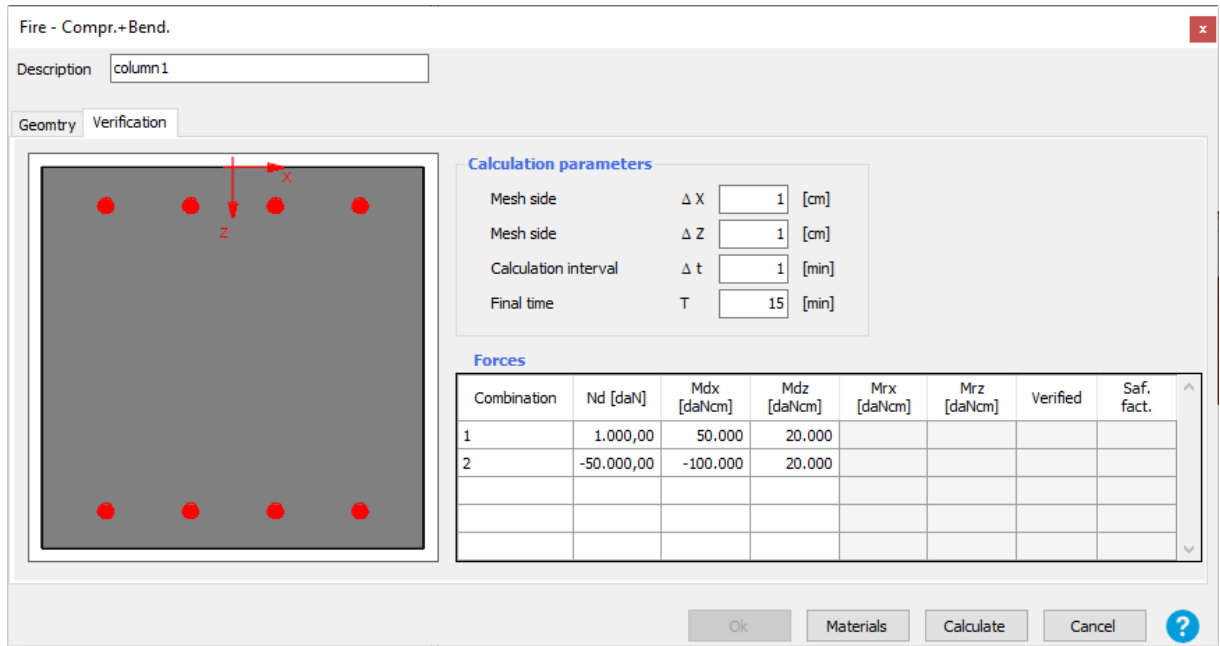 Fire - Compr.+Bend.
x
Description column1
Geomtry Verification
X
Z
Calculation parameters
Mesh side Δ X 1 [cm]
Mesh side Δ Z 1 [cm]
Calculation interval Δ t 1 [min]
Final time T 15 [min]
Forces
Combination Nd [daN] Mdx [daNcm] Mdz [daNcm] Mrx [daNcm] Mrz [daNcm] Verified Saf. fact.
1 1.000,00 50.000 20.000
2 -50.000,00 -100.000 20.000
Ok Materials Calculate Cancel ?